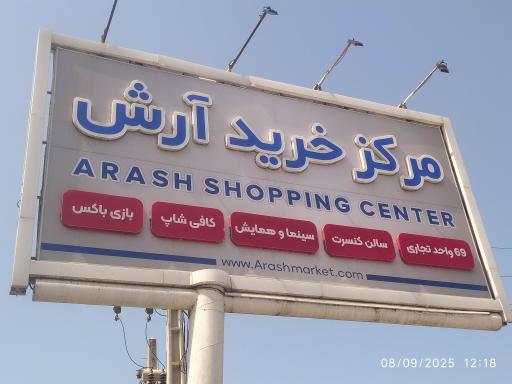 مرکز خرید آرش
ARASH SHOPPING CENTER
69 واحد تجاری
سالن کنسرت
سینما و همایش
کافی شاپ
بازی باکس
www.Arashmarket.com
08/09/2025 12:18